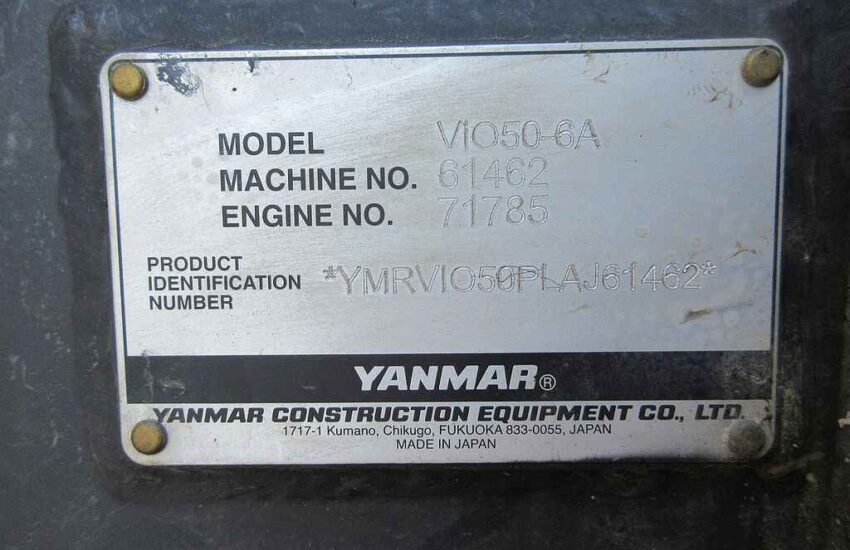 MODEL ViO50-6A
MACHINE NO. 61462
ENGINE NO. 71785
PRODUCT
IDENTIFICATION
NUMBER
*YMRVIO50PLAJ61462*
YANMAR®
YANMAR CONSTRUCTION EQUIPMENT CO., LTD.
1717-1 Kumano, Chikugo, FUKUOKA 833-0055, JAPAN
MADE IN JAPAN